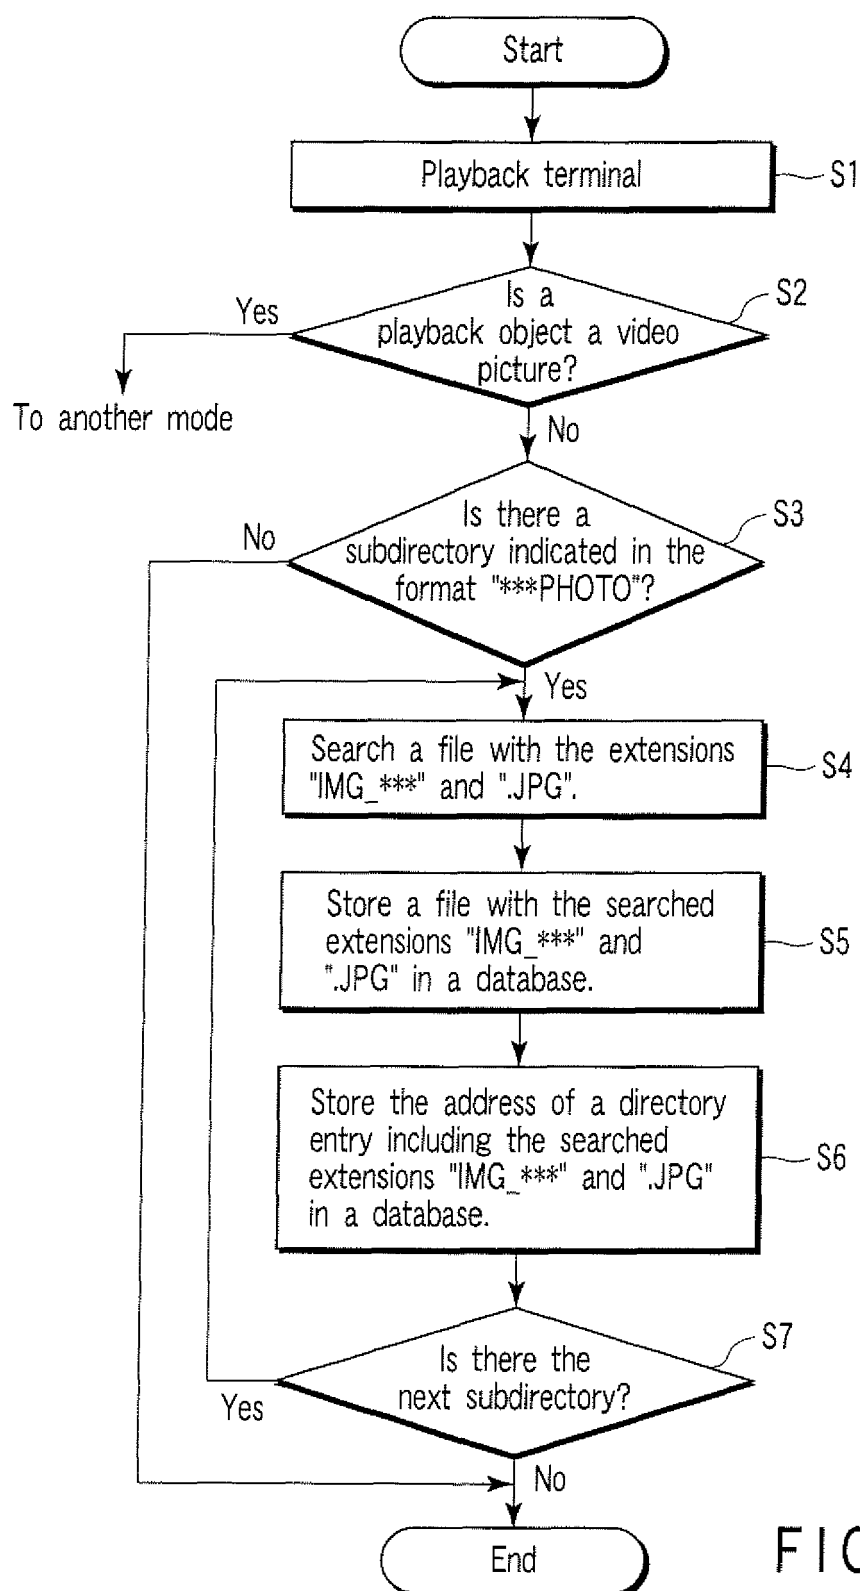 Start
Playback terminal
S1
Is a
playback object a video
picture?
S2
Yes
To another mode
No
Is there a
subdirectory indicated in the
format "***PHOTO"?
S3
No
Yes
Search a file with the extensions
"IMG_***" and ".JPG".
S4
Store a file with the searched
extensions "IMG_***" and
".JPG" in a database.
S5
Store the address of a directory
entry including the searched
extensions "IMG_***" and ".JPG"
in a database.
S6
Is there the
next subdirectory?
S7
Yes
No
End